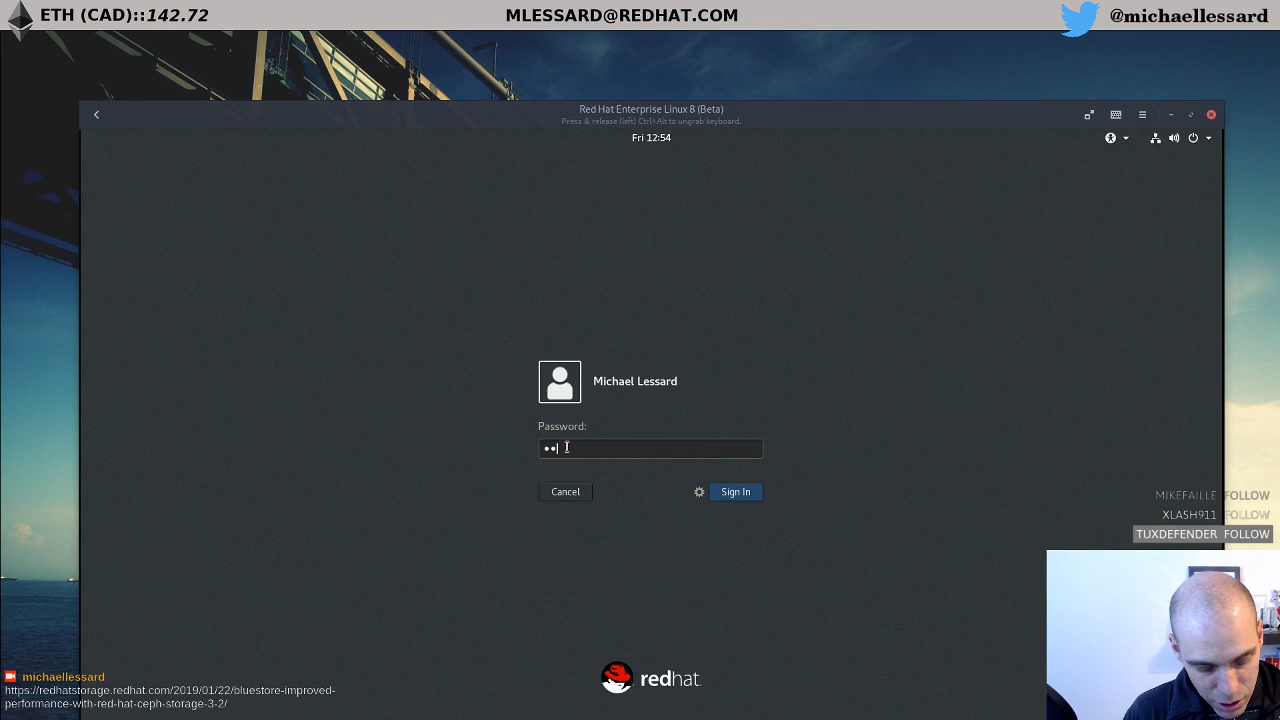 ETH (CAD)::142.72
MLESSARD@REDHAT.COM
@michaellessard
Red Hat Enterprise Linux 8 (Beta)
Press & release (left) Ctrl+Alt to ungrab keyboard.
Fri 12:54
Michael Lessard
Password:
Cancel
Sign In
MIKEFAILLE FOLLOW
XLASH911 FOLLOW
TUXDEFENDER FOLLOW
redhat.
michaellessard
https://redhatstorage.redhat.com/2019/01/22/bluestore-improved-
performance-with-red-hat-ceph-storage-3-2/